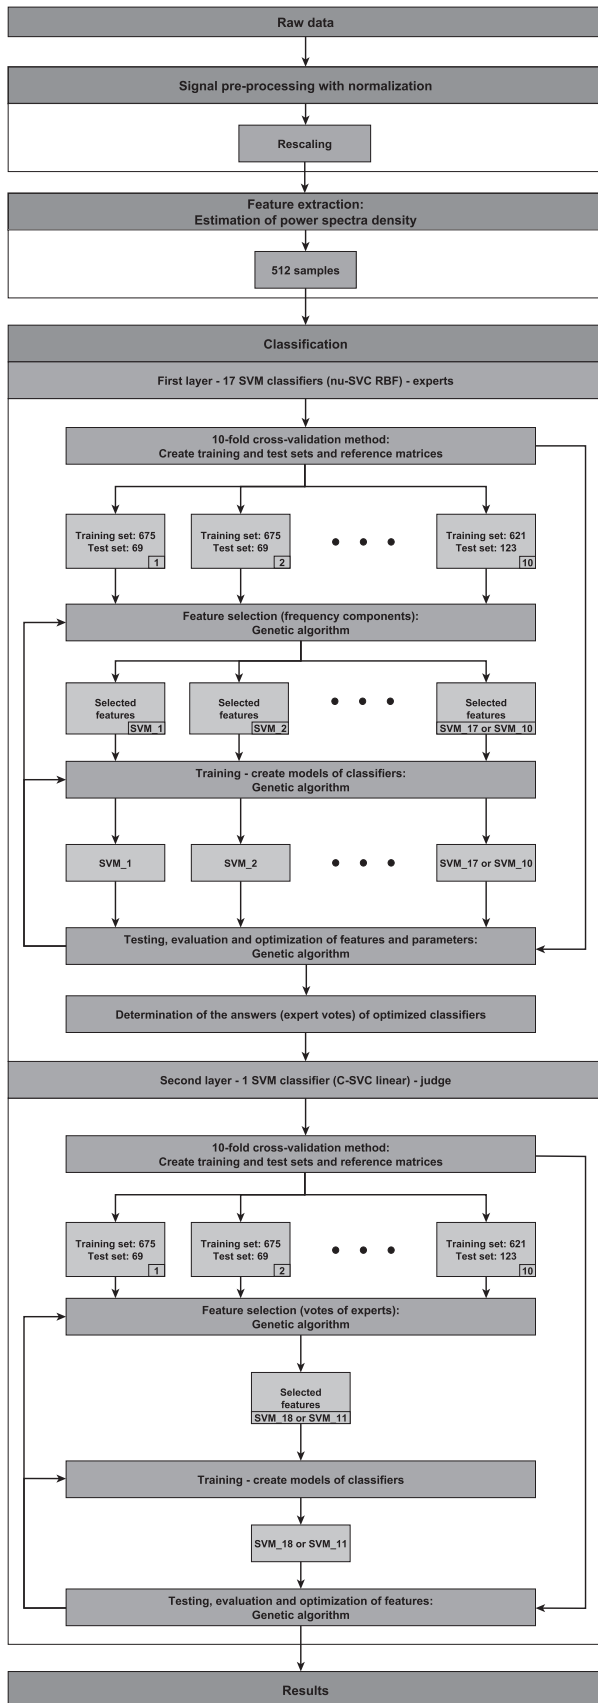 Raw data
Signal pre-processing with normalization
Rescaling
Feature extraction:
Estimation of power spectra density
512 samples
Classification
First layer - 17 SVM classifiers (nu-SVC RBF) - experts
10-fold cross-validation method:
Create training and test sets and reference matrices
Training set: 675
Test set: 69
1
Training set: 675
Test set: 69
2
Training set: 621
Test set: 123
10
Feature selection (frequency components):
Genetic algorithm
Selected
features
SVM_1
Selected
features
SVM_2
Selected
features
SVM_17 or SVM_10
Training - create models of classifiers:
Genetic algorithm
SVM_1
SVM_2
SVM_17 or SVM_10
Testing, evaluation and optimization of features and parameters:
Genetic algorithm
Determination of the answers (expert votes) of optimized classifiers
Second layer - 1 SVM classifier (C-SVC linear) - judge
10-fold cross-validation method:
Create training and test sets and reference matrices
Training set: 675
Test set: 69
1
Training set: 675
Test set: 69
2
Training set: 621
Test set: 123
10
Feature selection (votes of experts):
Genetic algorithm
Selected
features
SVM_18 or SVM_11
Training - create models of classifiers
SVM_18 or SVM_11
Testing, evaluation and optimization of features:
Genetic algorithm
Results